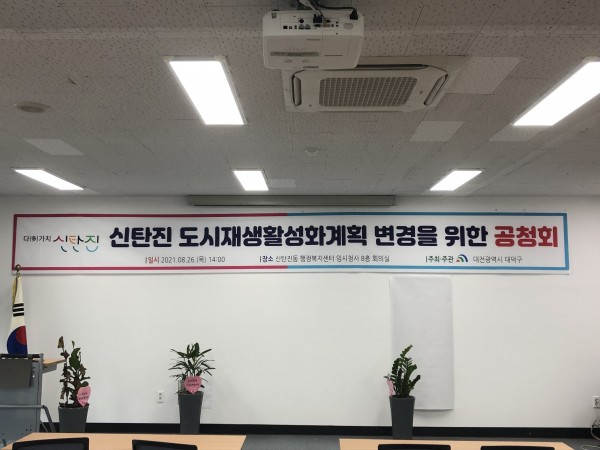 다(多)가치 신탄진 신탄진 도시재생활성화계획 변경을 위한 공청회
일시 2021.08.26.(목) 14:00 장소 신탄진동 행정복지센터 임시청사 8층 회의실 주최·주관 대전광역시 대덕구